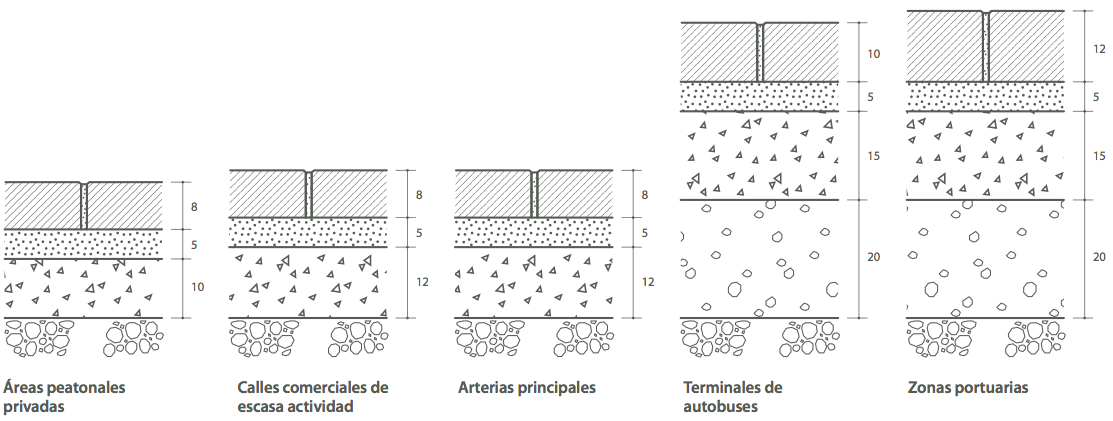 8
5
10
Áreas peatonales
privadas
8
5
12
Calles comerciales de
escasa actividad
8
5
12
Arterias principales
10
5
15
20
Terminales de
autobuses
12
5
15
20
Zonas portuarias